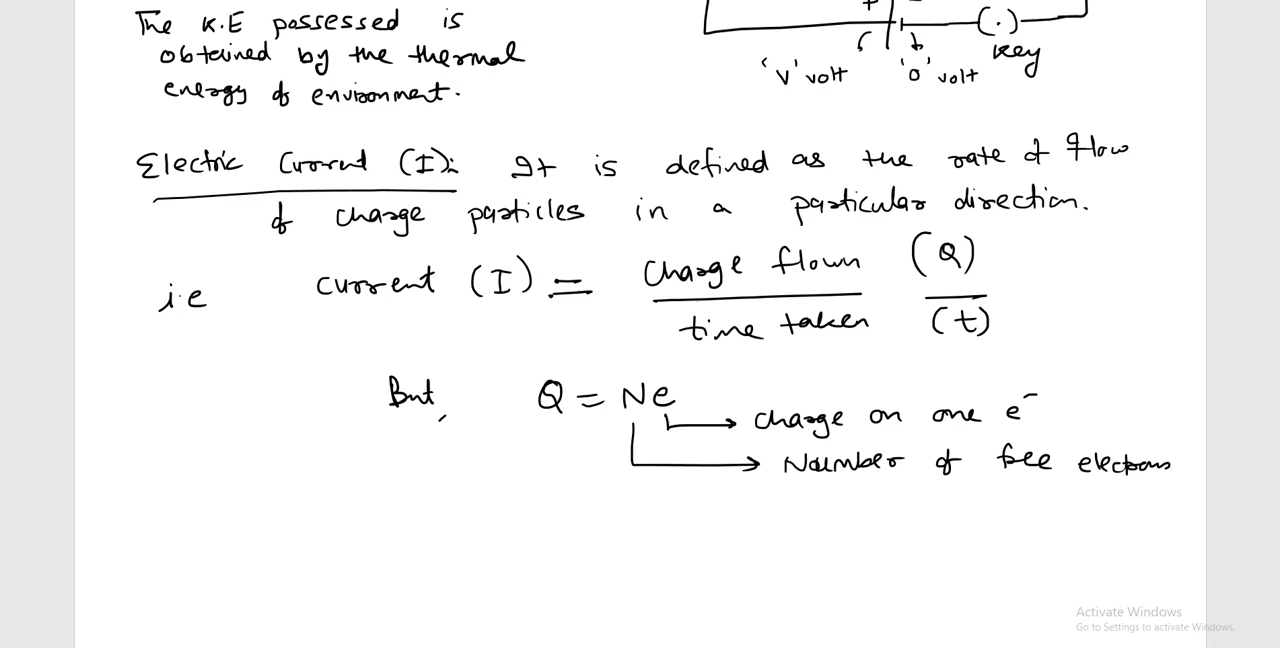 The K.E possessed is
obtained by the thermal
energy of environment.
+ -
'V' volt 'o' volt key
(.)
Electric Current (I): It is defined as the rate of flow
of charge particles in a particular direction.
i.e current (I) = charge flown (Q)
time taken (t)
But, Q = Ne
charge on one e⁻
Number of free electrons
Activate Windows
Go to Settings to activate Windows.